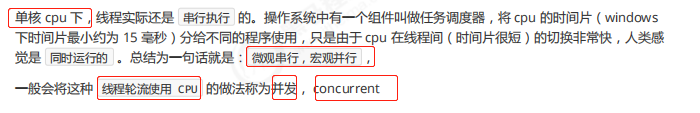 单核 cpu 下，线程实际还是 串行执行 的。操作系统中有一个组件叫做任务调度器，将 cpu 的时间片（windows
下时间片最小约为 15 毫秒）分给不同的程序使用，只是由于 cpu 在线程间（时间片很短）的切换非常快，人类感
觉是 同时运行的 。总结为一句话就是： 微观串行，宏观并行 ，
一般会将这种 线程轮流使用 CPU 的做法称为并发， concurrent